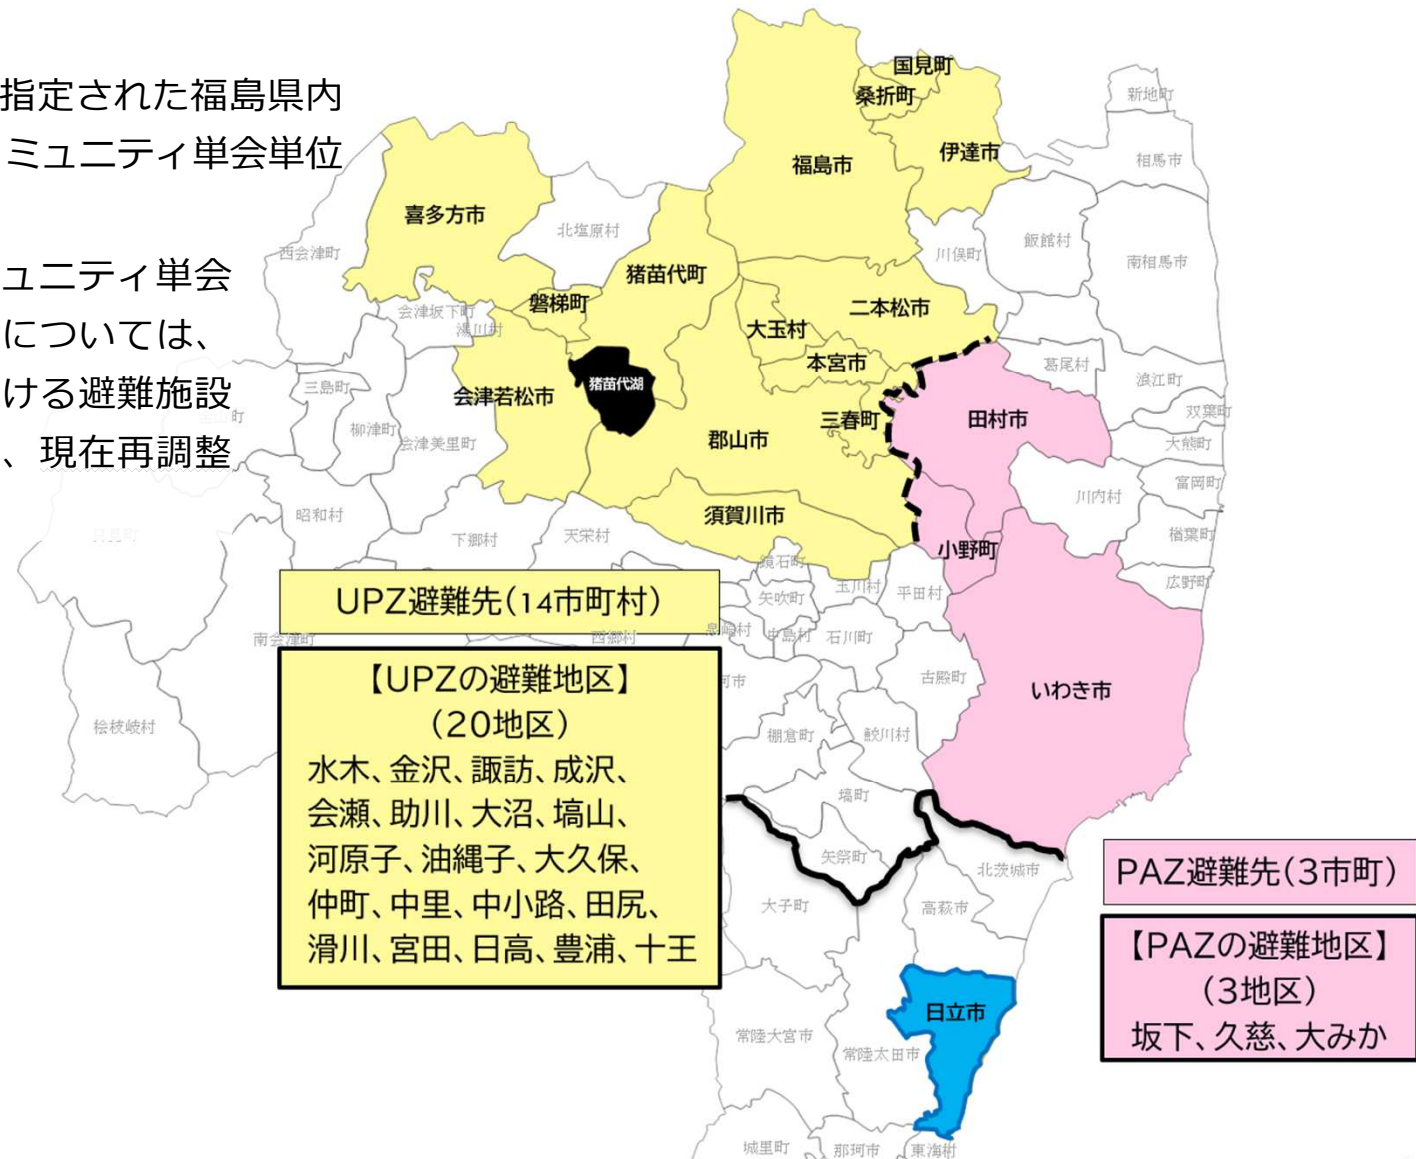 指定された福島県内
ミュニティ単会単位
ュニティ単会
については、
ける避難施設
、現在再調整
国見町
桑折町
新地町
伊達市
相馬市
福島市
喜多方市
北塩原村
飯館村
西会津町
川俣町
南相馬市
猪苗代町
磐梯町
二本松市
会津坂下町
湯川村
大玉村
本宮市
葛尾村
浪江町
三島町
猪苗代湖
会津若松市
双葉町
町
三春町
田村市
柳津町
会津美里町
郡山市
大熊町
富岡町
川内村
昭和村
須賀川市
只見町
下郷村
天栄村
楢葉町
小野町
鏡石町
広野町
玉川村
平田村
矢吹町
UPZ避難先(14市町村)
泉崎村
中島村
石川町
南会津町
西郷村
【UPZの避難地区】
(20地区)
水木、金沢、諏訪、成沢、
会瀬、助川、大沼、塙山、
河原子、油縄子、大久保、
仲町、中里、中小路、田尻、
滑川、宮田、日高、豊浦、十王
河市
古殿町
いわき市
桧枝岐村
棚倉町
鮫川村
塙町
矢祭町
北茨城市
PAZ避難先(3市町)
大子町
高萩市
【PAZの避難地区】
(3地区)
坂下、久慈、大みか
日立市
常陸大宮市
常陸太田市
城里町
那珂市
東海村